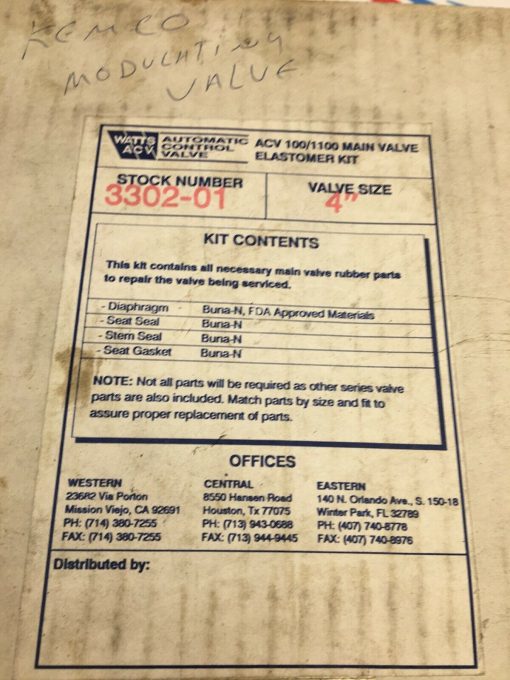 KEMCO
MODULATING
VALVE
WATTS ACV
AUTOMATIC CONTROL VALVE
ACV 100/1100 MAIN VALVE
ELASTOMER KIT
STOCK NUMBER
3302-01
VALVE SIZE
4"
KIT CONTENTS
This kit contains all necessary main valve rubber parts
to repair the valve being serviced.
- Diaphragm Buna-N, FDA Approved Materials
- Seat Seal Buna-N
- Stem Seal Buna-N
- Seat Gasket Buna-N
NOTE: Not all parts will be required as other series valve
parts are also included. Match parts by size and fit to
assure proper replacement of parts.
OFFICES
WESTERN
23682 Via Porton
Mission Viejo, CA 92691
PH: (714) 380-7255
FAX: (714) 380-7255
CENTRAL
8550 Hansen Road
Houston, Tx 77075
PH: (713) 943-0688
FAX: (713) 944-9445
EASTERN
140 N. Orlando Ave., S. 150-18
Winter Park, FL 32789
PH: (407) 740-8778
FAX: (407) 740-8976
Distributed by: